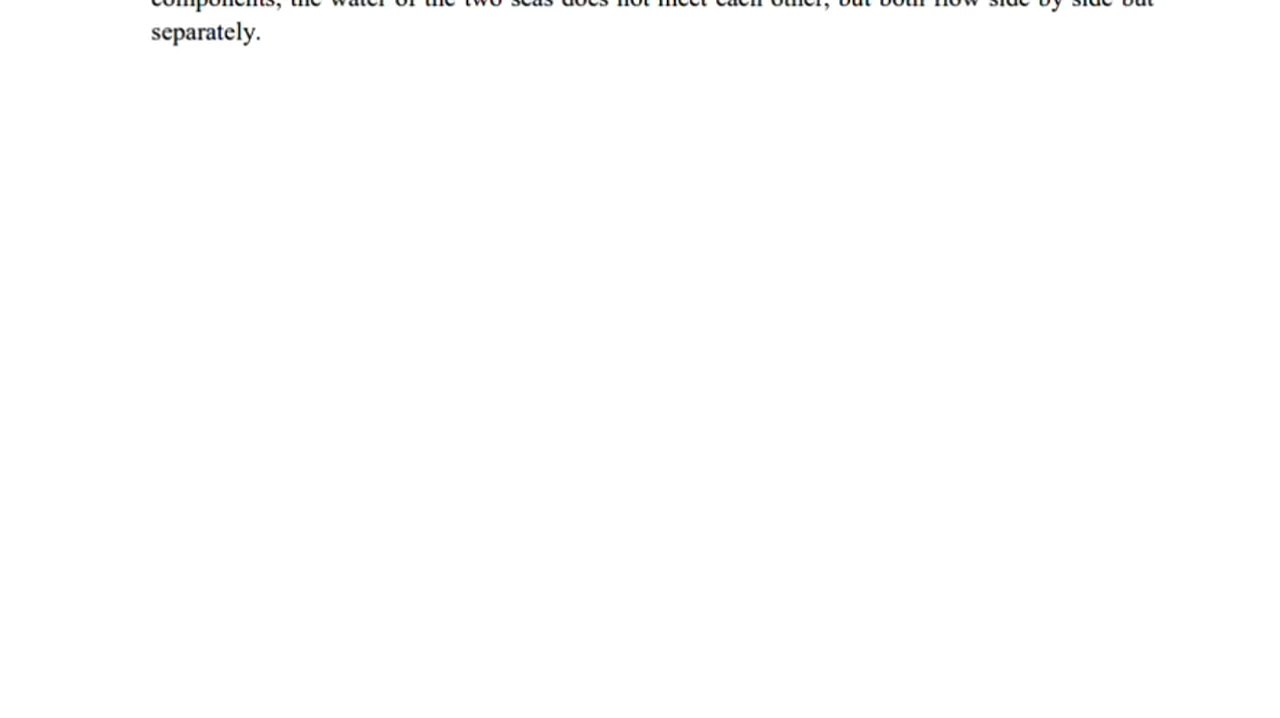 components, the water of the two seas does not meet each other, but both flow side by side but
separately.